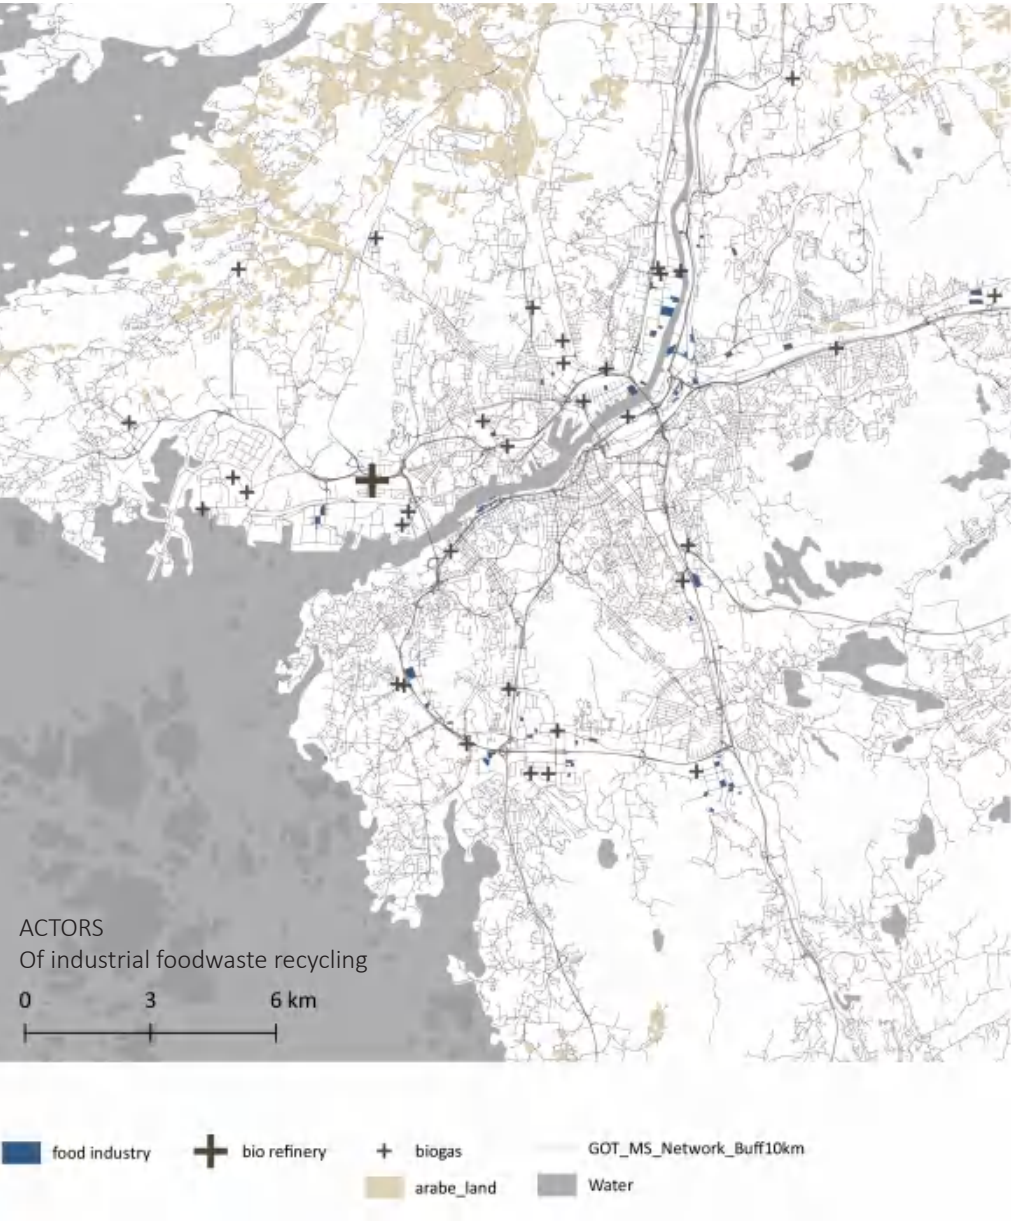 ACTORS
Of industrial foodwaste recycling
0 3 6 km
food industry bio refinery biogas GOT_MS_Network_Buff10km
arabe_land Water